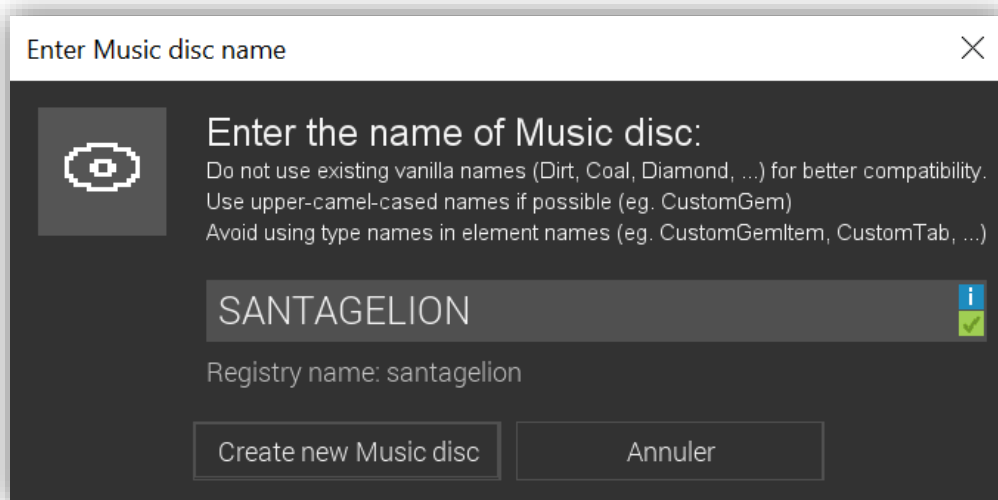 Enter Music disc name
Enter the name of Music disc:
Do not use existing vanilla names (Dirt, Coal, Diamond, ...) for better compatibility.
Use upper-camel-cased names if possible (eg. CustomGem)
Avoid using type names in element names (eg. CustomGemItem, CustomTab, ...)
SANTAGELION
Registry name: santagelion
Create new Music disc
Annuler